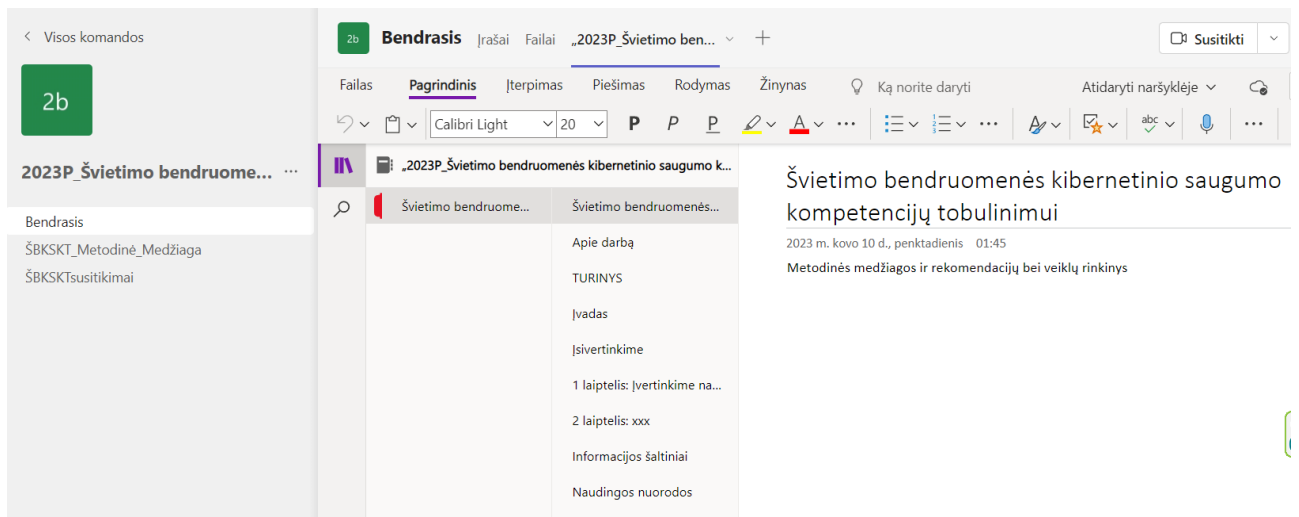 Visos komandos
2b
2023P_Švietimo bendruome...
Bendrasis
ŠBKSKT_Metodinė_Medžiaga
ŠBKSKTsusitikimai
2b Bendrasis Įrašai Failai „2023P_Švietimo ben... Susitikti
Failas Pagrindinis Įterpimas Piešimas Rodymas Žinynas Ką norite daryti Atidaryti naršyklėje
Calibri Light 20 P P P A abc
„2023P_Švietimo bendruomenės kibernetinio saugumo k...
Švietimo bendruome...
Švietimo bendruomenės...
Apie darbą
TURINYS
Įvadas
Įsivertinkime
1 laiptelis: Įvertinkime na...
2 laiptelis: xxx
Informacijos šaltiniai
Naudingos nuorodos
Švietimo bendruomenės kibernetinio saugumo
kompetencijų tobulinimui
2023 m. kovo 10 d., penktadienis 01:45
Metodinės medžiagos ir rekomendacijų bei veiklų rinkinys